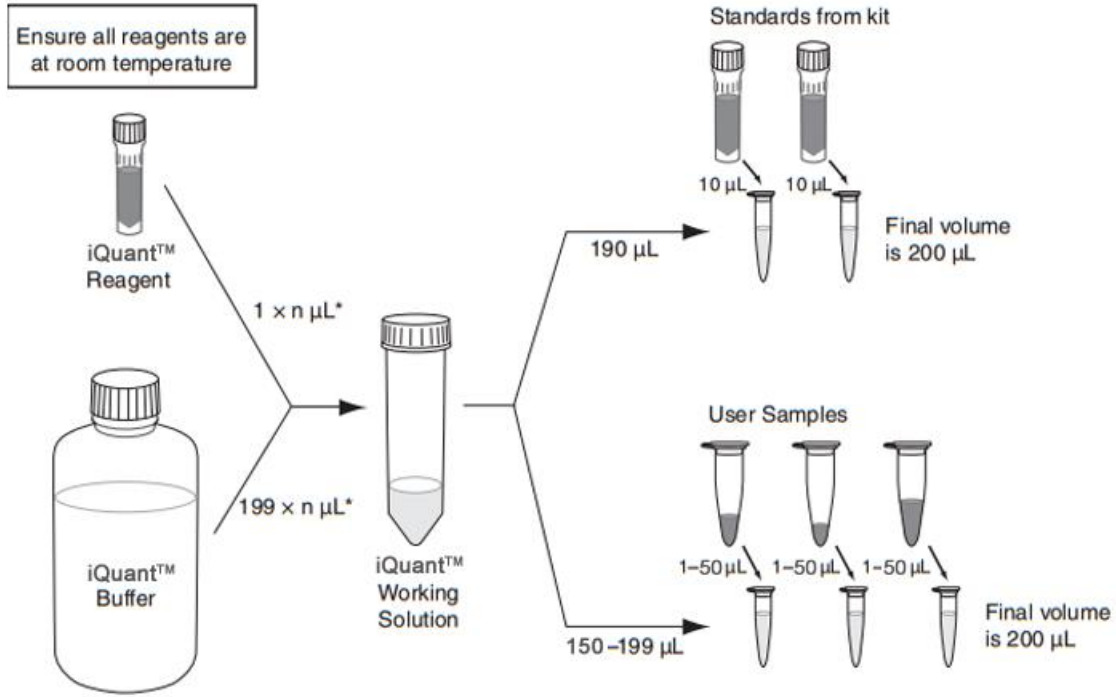 Ensure all reagents are
at room temperature
iQuant™
Reagent
1 × n µL*
199 × n µL*
iQuant™
Buffer
iQuant™
Working
Solution
Standards from kit
10 µL
10 µL
190 µL
Final volume
is 200 µL
User Samples
1–50 µL
1–50 µL
1–50 µL
150–199 µL
Final volume
is 200 µL